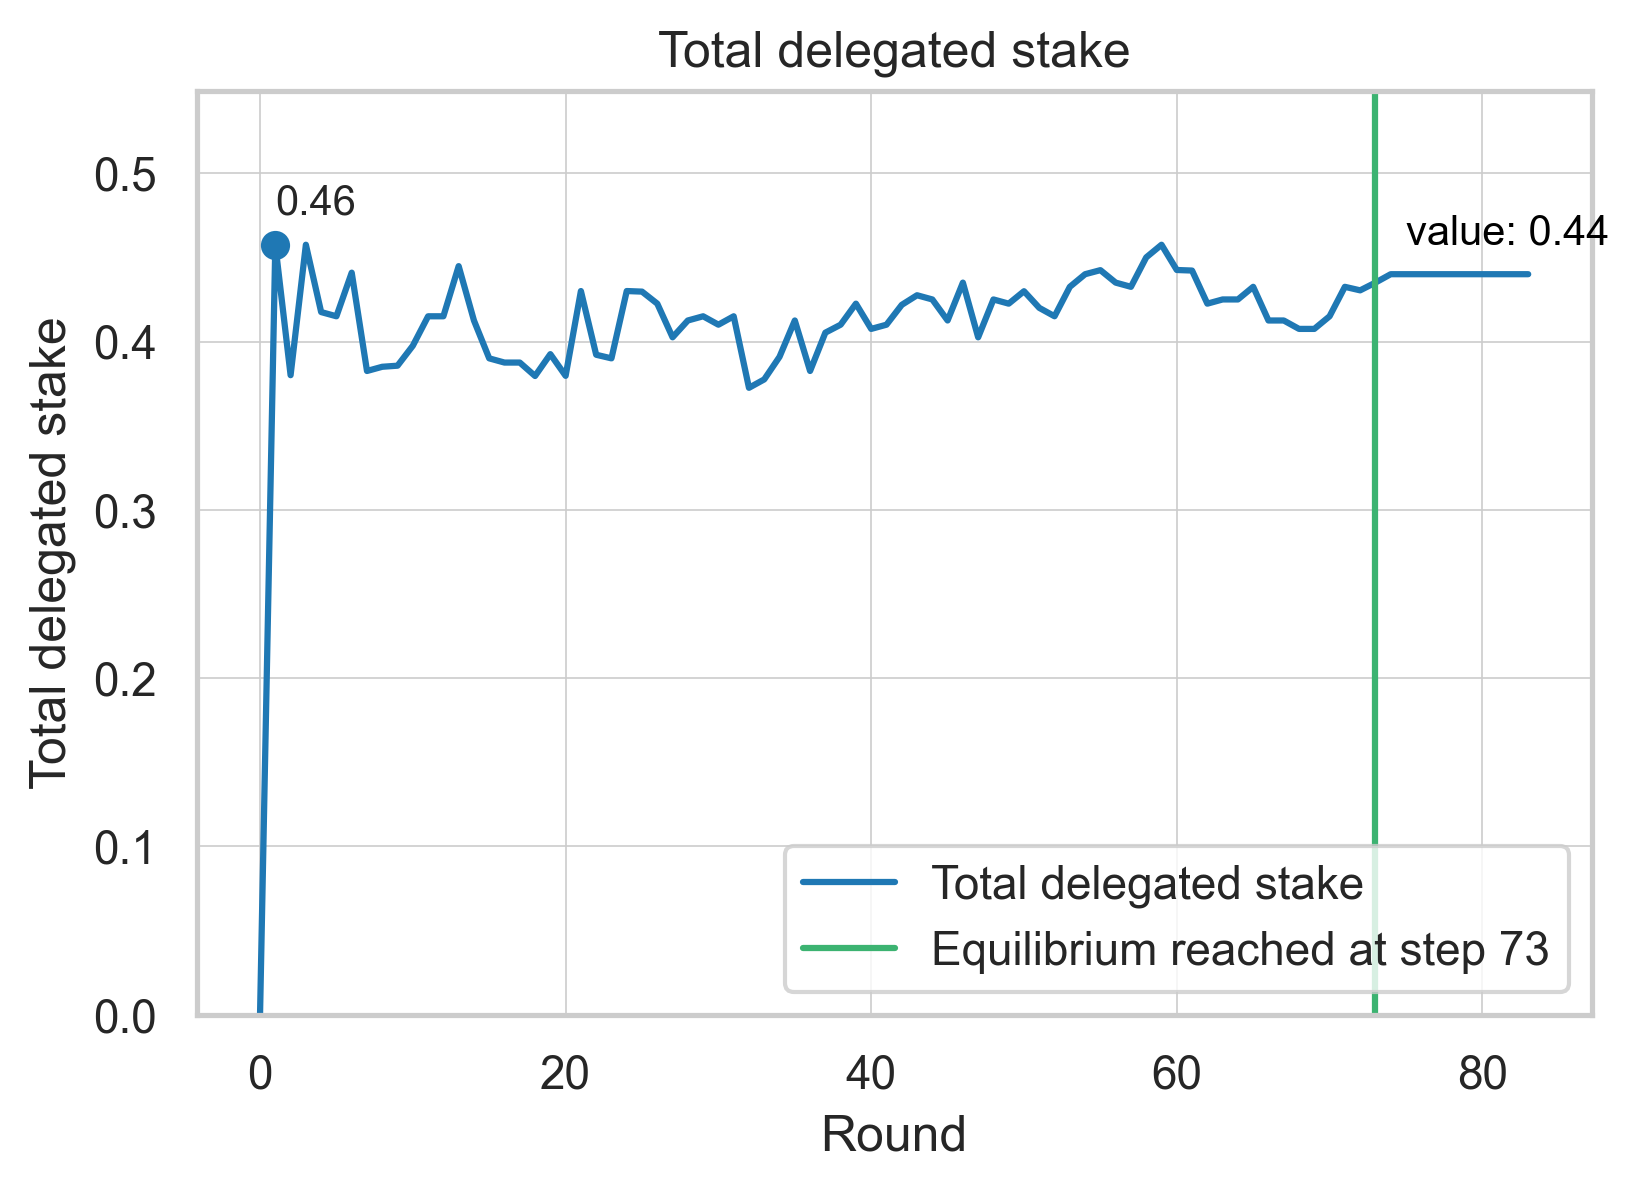 Total delegated stake
0.46
value: 0.44
0.5
0.4
0.3
0.2
0.1
0.0
Total delegated stake
Total delegated stake
Equilibrium reached at step 73
0 20 40 60 80
Round